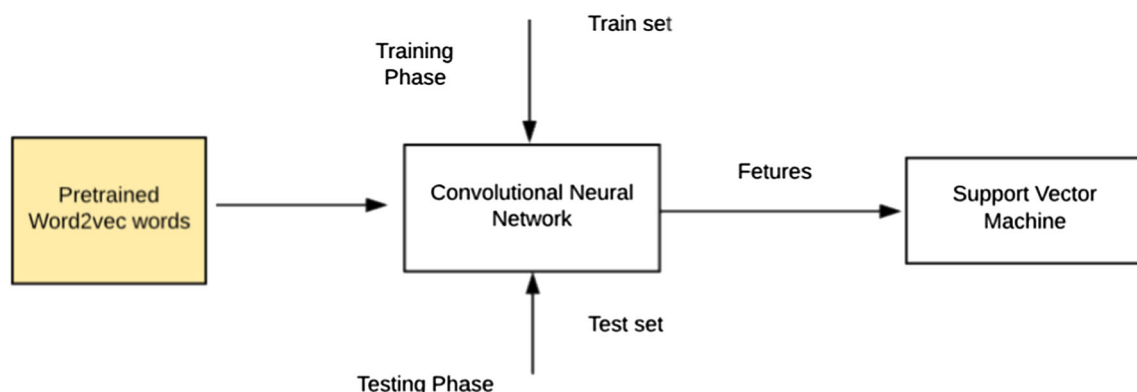 Train set
Training
Phase
Pretrained
Word2vec words
Convolutional Neural
Network
Fetures
Support Vector
Machine
Test set
Testing Phase